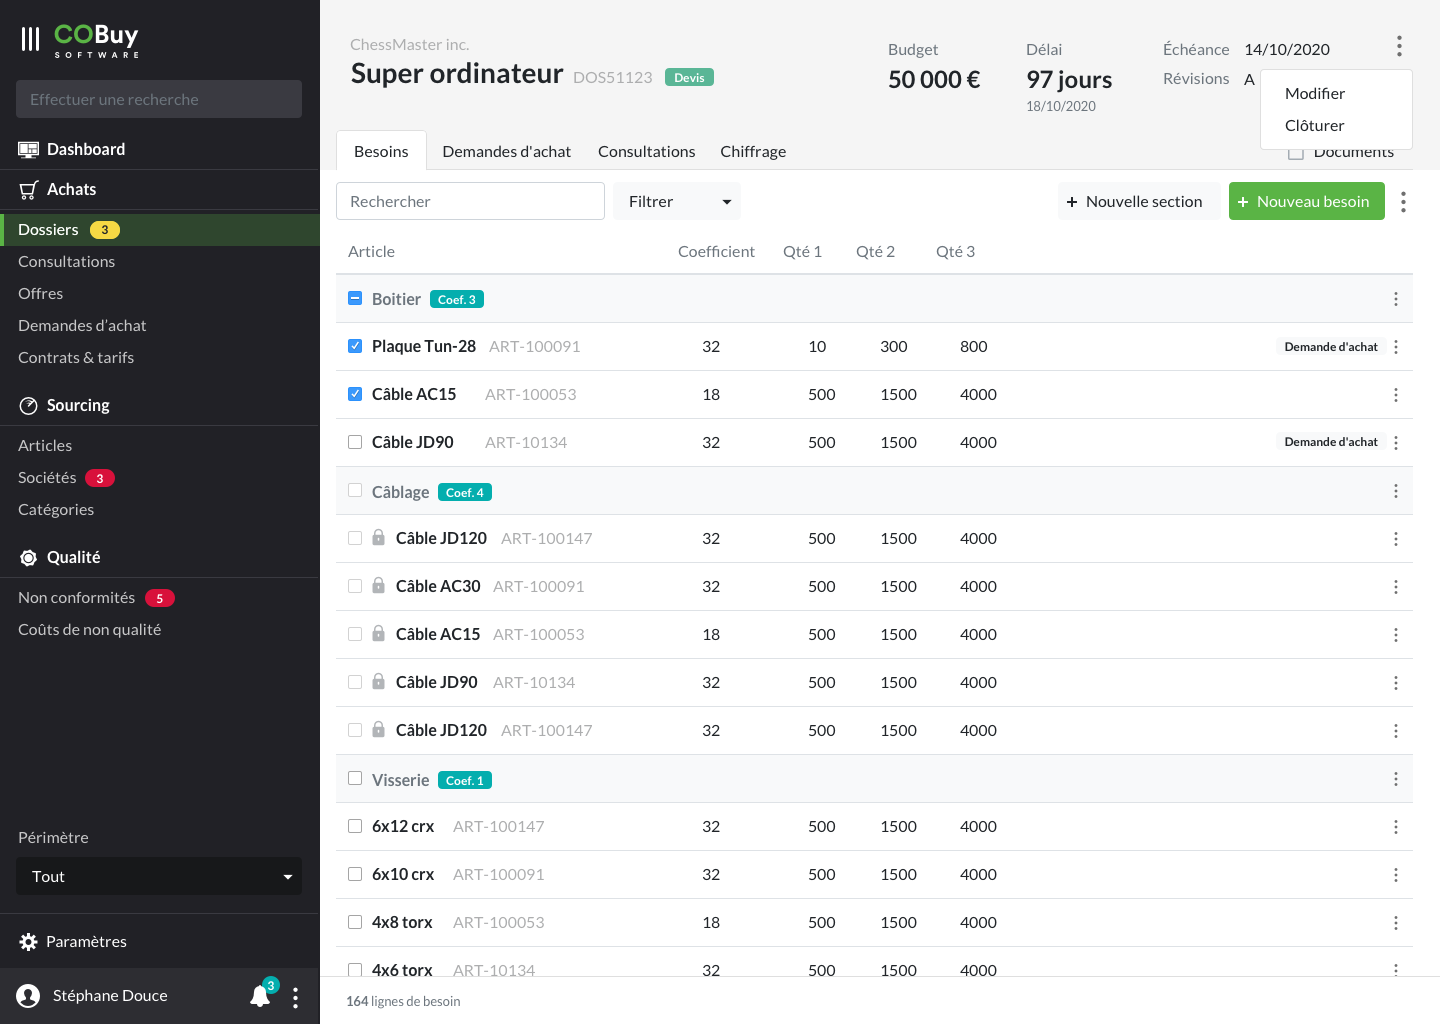 COBuy
SOFTWARE
Effectuer une recherche
Dashboard
Achats
Dossiers 3
Consultations
Offres
Demandes d’achat
Contrats & tarifs
Sourcing
Articles
Sociétés 3
Catégories
Qualité
Non conformités 5
Coûts de non qualité
Périmètre
Tout
Paramètres
Stéphane Douce 3
ChessMaster inc.
Super ordinateur DOS51123 Devis
Budget
50 000 €
Délai
97 jours
18/10/2020
Échéance 14/10/2020
Révisions A
Modifier
Clôturer
Besoins Demandes d'achat Consultations Chiffrage Documents
Rechercher Filtrer + Nouvelle section + Nouveau besoin
Article Coefficient Qté 1 Qté 2 Qté 3
Boitier Coef. 3
Plaque Tun-28 ART-100091 32 10 300 800 Demande d'achat
Câble AC15 ART-100053 18 500 1500 4000
Câble JD90 ART-10134 32 500 1500 4000 Demande d'achat
Câblage Coef. 4
Câble JD120 ART-100147 32 500 1500 4000
Câble AC30 ART-100091 32 500 1500 4000
Câble AC15 ART-100053 18 500 1500 4000
Câble JD90 ART-10134 32 500 1500 4000
Câble JD120 ART-100147 32 500 1500 4000
Visserie Coef. 1
6x12 crx ART-100147 32 500 1500 4000
6x10 crx ART-100091 32 500 1500 4000
4x8 torx ART-100053 18 500 1500 4000
4x6 torx ART-10134 32 500 1500 4000
164 lignes de besoin